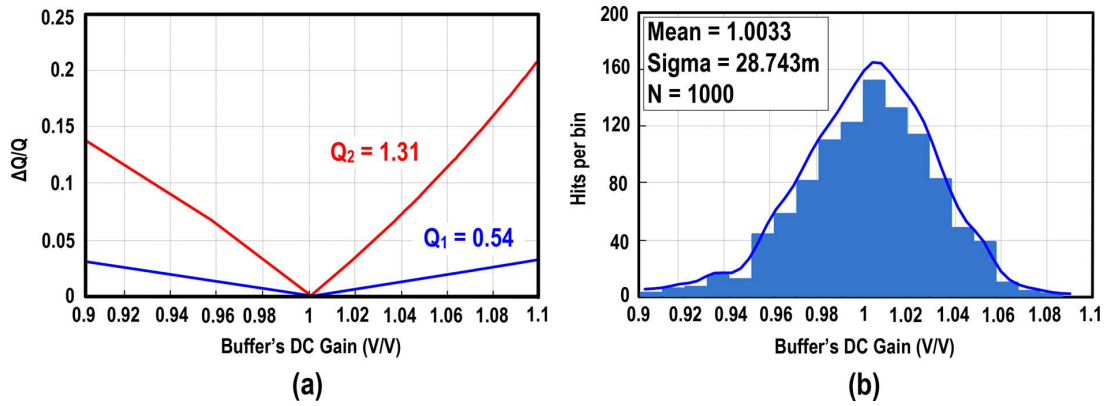 0.25
0.2
0.15
0.1
0.05
0
ΔQ/Q
Q2 = 1.31
Q1 = 0.54
0.9 0.92 0.94 0.96 0.98 1 1.02 1.04 1.06 1.08 1.1
Buffer's DC Gain (V/V)
(a)
Mean = 1.0033
Sigma = 28.743m
N = 1000
200
160
120
80
40
0
Hits per bin
0.9 0.92 0.94 0.96 0.98 1 1.02 1.04 1.06 1.08 1.1
Buffer's DC Gain (V/V)
(b)